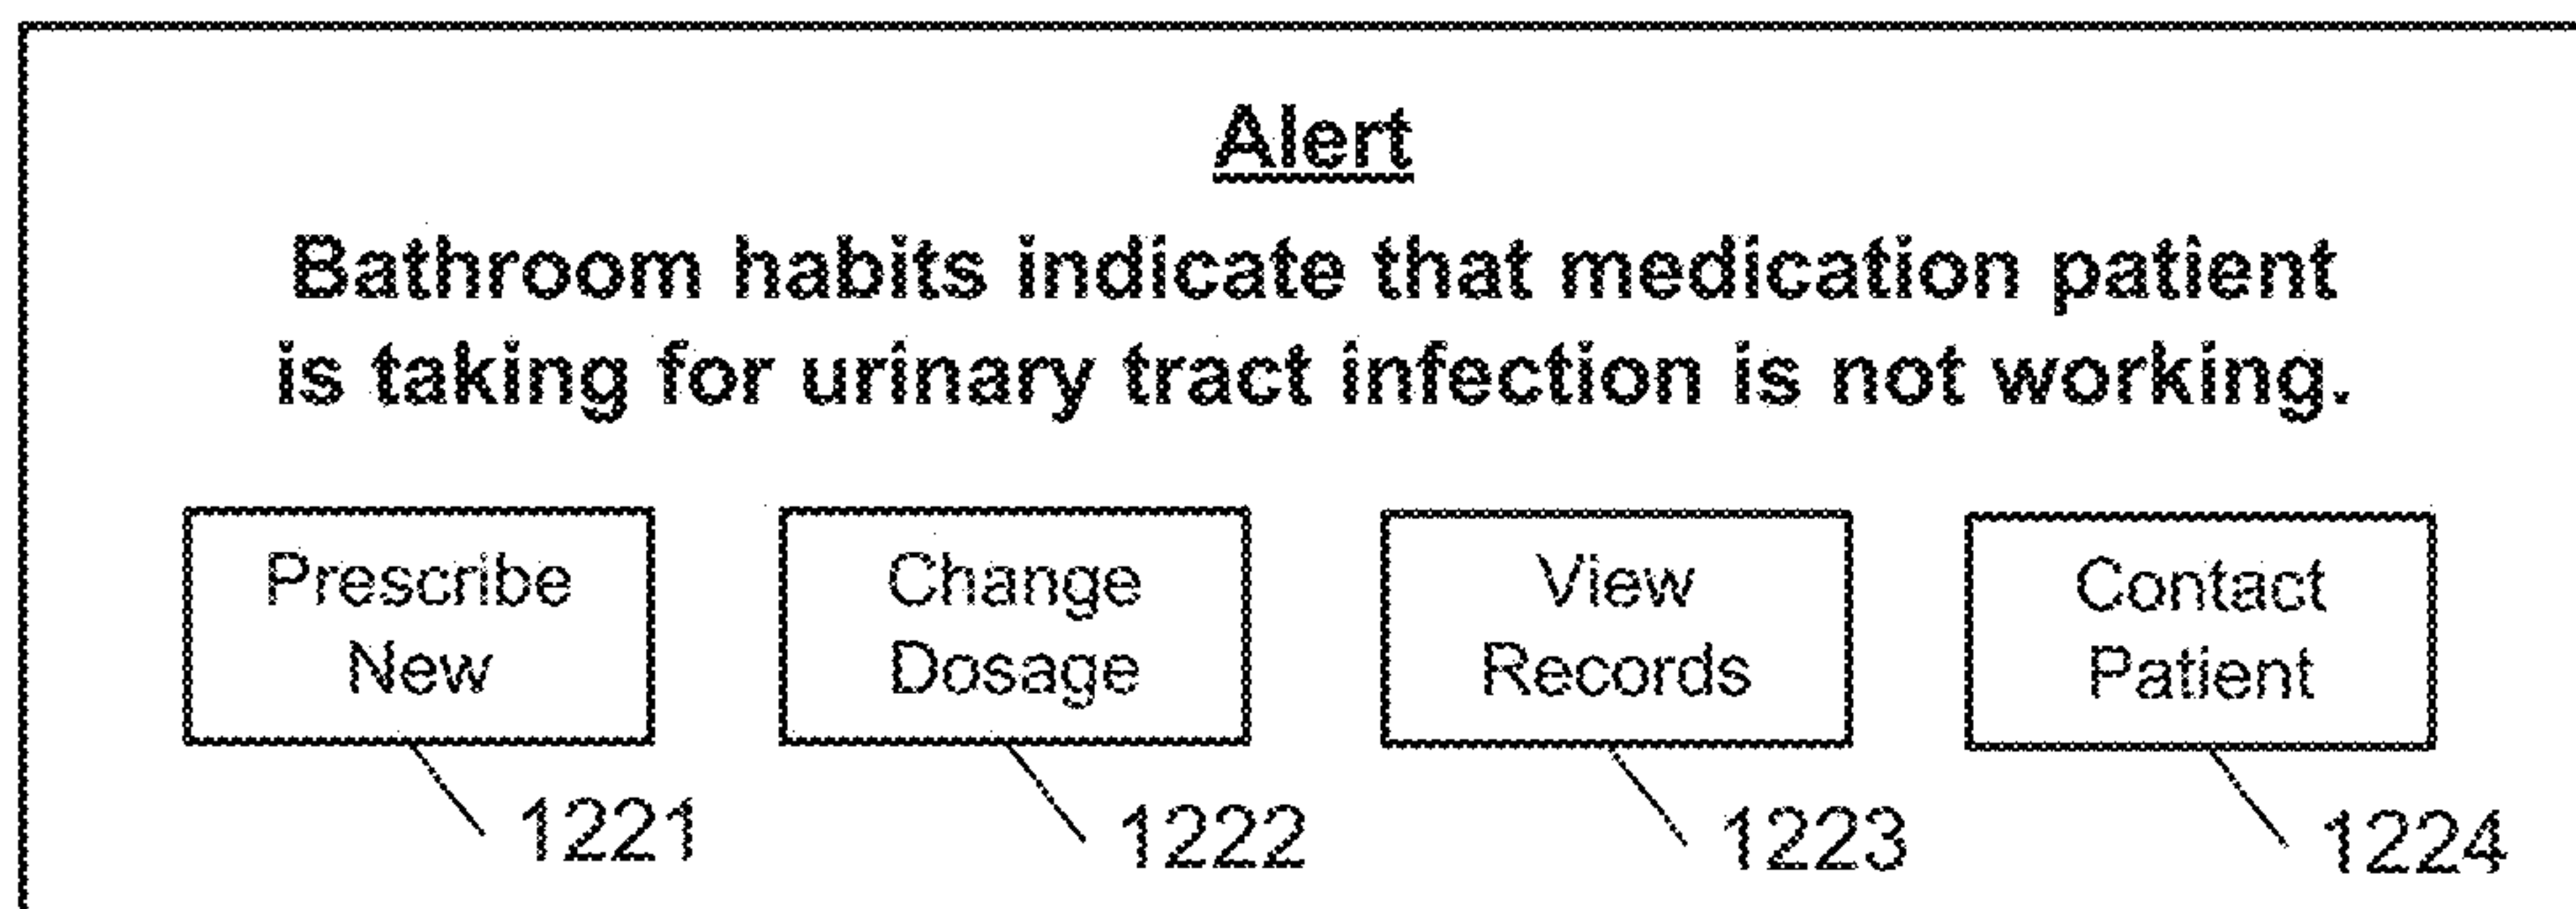 Alert
Bathroom habits indicate that medication patient
is taking for urinary tract infection is not working.
Prescribe
New
Change
Dosage
View
Records
Contact
Patient
1221
1222
1223
1224